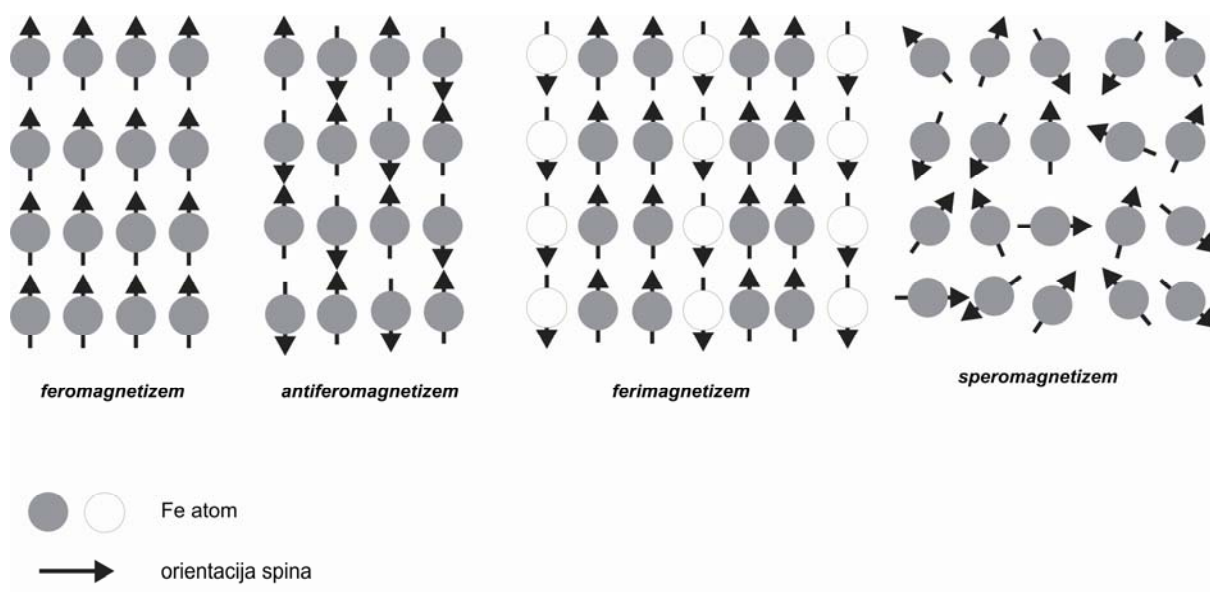 feromagnetizem
antiferomagnetizem
ferimagnetizem
speromagnetizem
Fe atom
orientacija spina